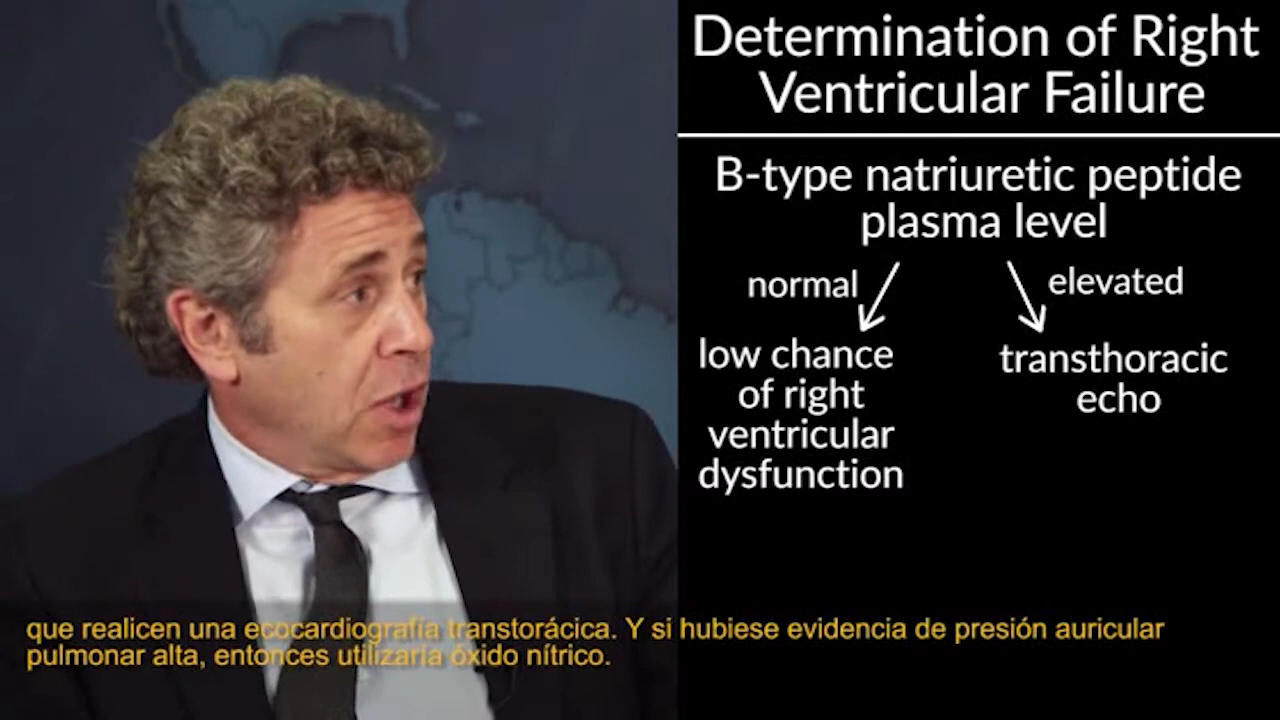 Determination of Right
Ventricular Failure
B-type natriuretic peptide
plasma level
normal
elevated
low chance
of right
ventricular
dysfunction
transthoracic
echo
que realicen una ecocardiografía transtorácica. Y si hubiese evidencia de presión auricular
pulmonar alta, entonces utilizaría óxido nítrico.